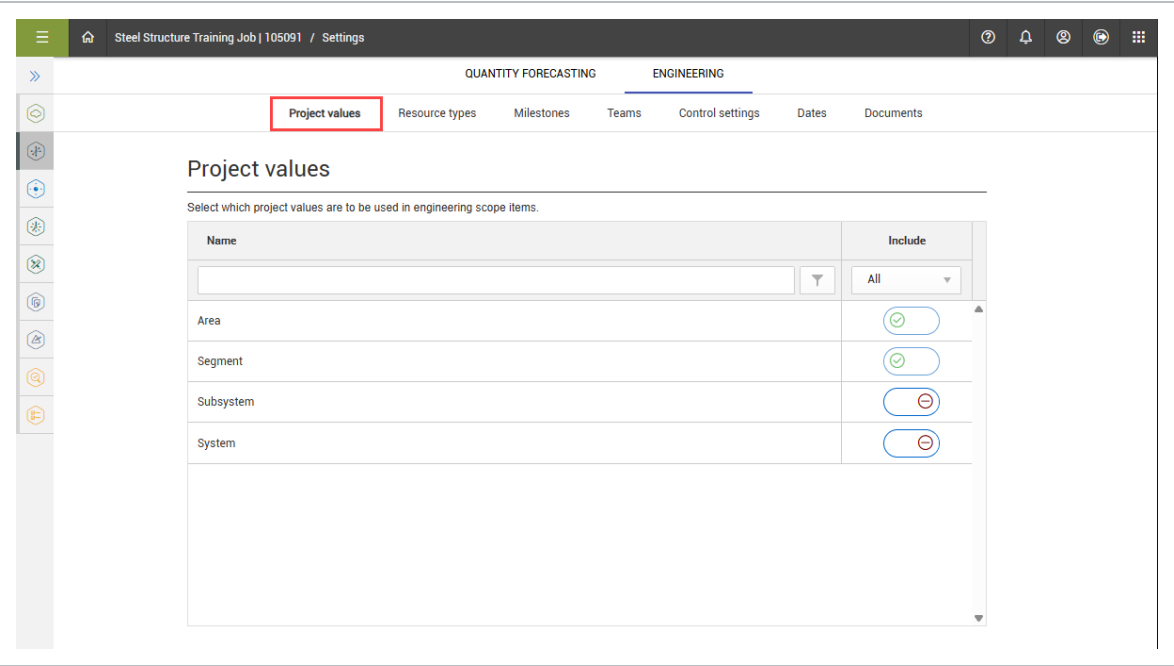 Steel Structure Training Job | 105091 / Settings
QUANTITY FORECASTING ENGINEERING
Project values Resource types Milestones Teams Control settings Dates Documents
Project values
Select which project values are to be used in engineering scope items.
Name Include
All
Area
Segment
Subsystem
System